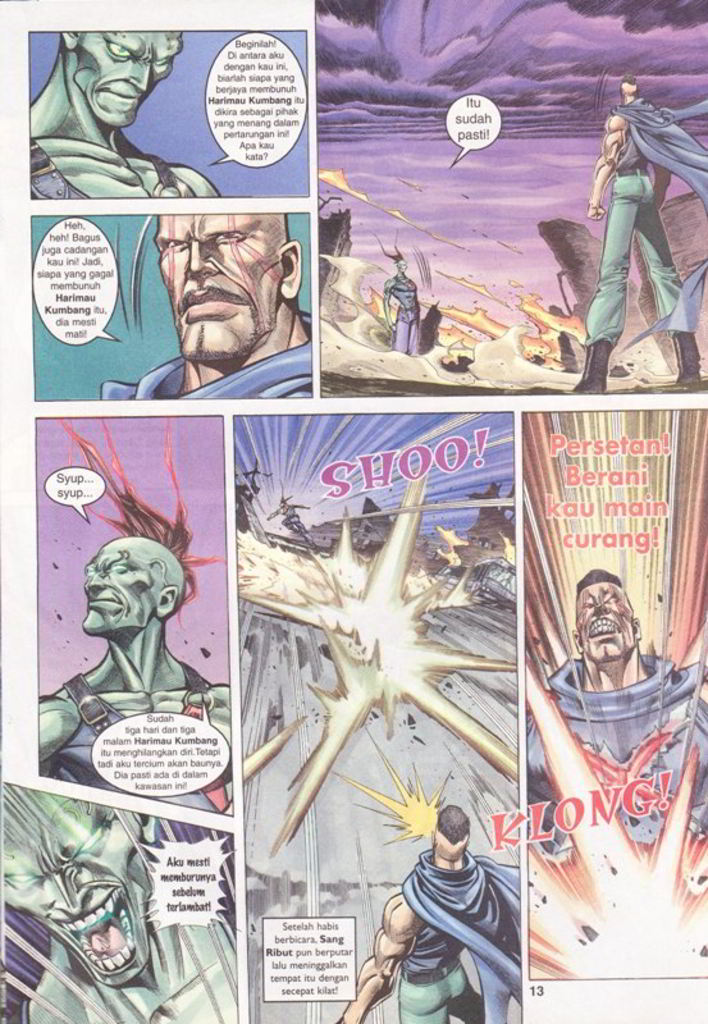 Beginilah!
Di antara aku
dengan kau ini,
biarlah siapa yang
berjaya membunuh
Harimau Kumbang itu
dikira sebagai pihak
yang menang dalam
pertarungan ini!
Apa kau
kata?
Itu
sudah
pasti!
Heh,
heh! Bagus
juga cadangan
kau ini! Jadi,
siapa yang gagal
membunuh
Harimau
Kumbang itu,
dia mesti
mati!
Syup...
syup...
Sudah
tiga hari dan tiga
malam Harimau Kumbang
itu menghilangkan diri.Tetapi
tadi aku tercium akan baunya.
Dia pasti ada di dalam
kawasan ini!
SHOO!
Persetan!
Berani
kau main
curang!
KLONG!
Aku mesti
memburunya
sebelum
terlambat!
Setelah habis
berbicara, Sang
Ribut pun berputar
lalu meninggalkan
tempat itu dengan
secepat kilat!
13